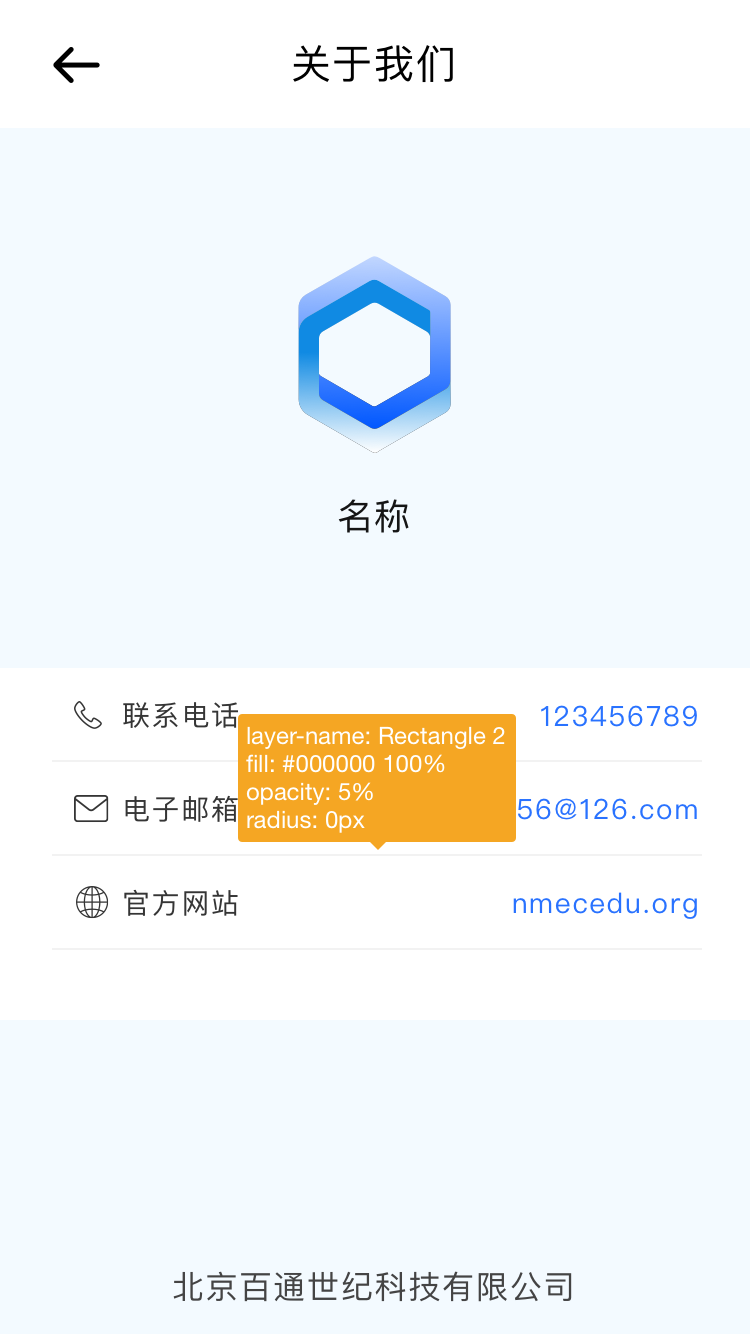 关于我们
名称
联系电话
123456789
layer-name: Rectangle 2
fill: #000000 100%
opacity: 5%
radius: 0px
电子邮箱
56@126.com
官方网站
nmecedu.org
北京百通世纪科技有限公司